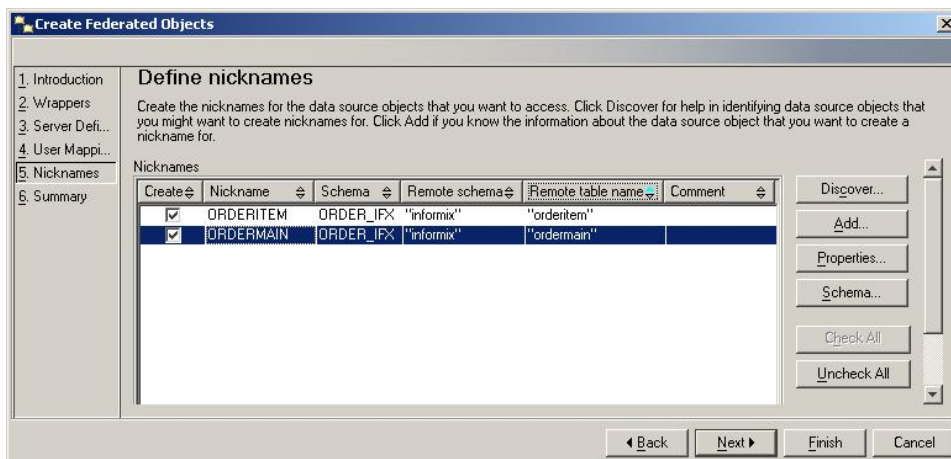 Create Federated Objects
1. Introduction
2. Wrappers
3. Server Defi...
4. User Mappi...
5. Nicknames
6. Summary
Define nicknames
Create the nicknames for the data source objects that you want to access. Click Discover for help in identifying data source objects that
you might want to create nicknames for. Click Add if you know the information about the data source object that you want to create a
nickname for.
Nicknames
Create Nickname Schema Remote schema Remote table name Comment
ORDERITEM ORDER_IFX "informix" "orderitem"
ORDERMAIN ORDER_IFX "informix" "ordermain"
Discover...
Add...
Properties...
Schema...
Check All
Uncheck All
Back Next Finish Cancel